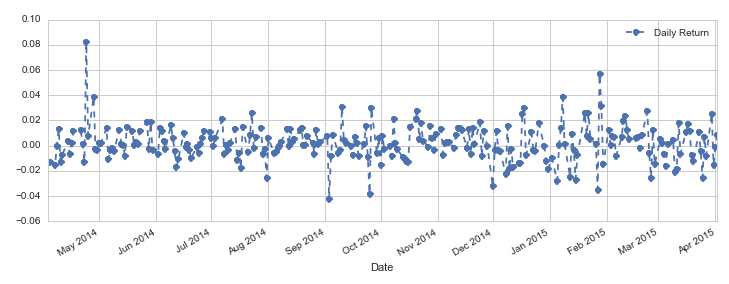 0.10
0.08
0.06
0.04
0.02
0.00
−0.02
−0.04
−0.06
Daily Return
May 2014
Jun 2014
Jul 2014
Aug 2014
Sep 2014
Oct 2014
Nov 2014
Dec 2014
Jan 2015
Feb 2015
Mar 2015
Apr 2015
Date